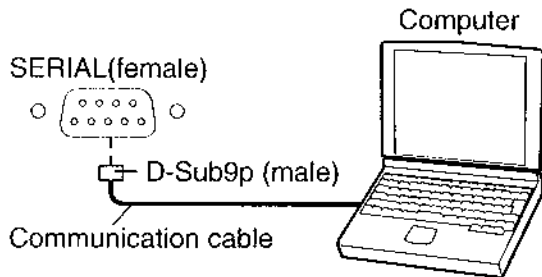 Computer
SERIAL(female)
D-Sub9p (male)
Communication cable